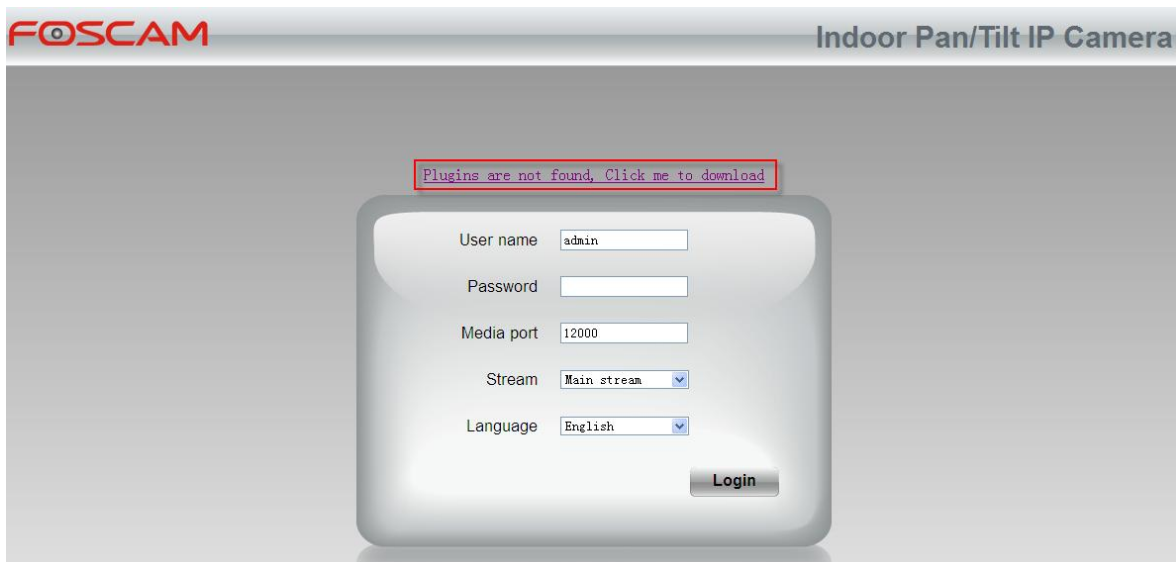 FOSCAM
Indoor Pan/Tilt IP Camera
Plugins are not found, Click me to download
User name admin
Password
Media port 12000
Stream Main stream
Language English
Login